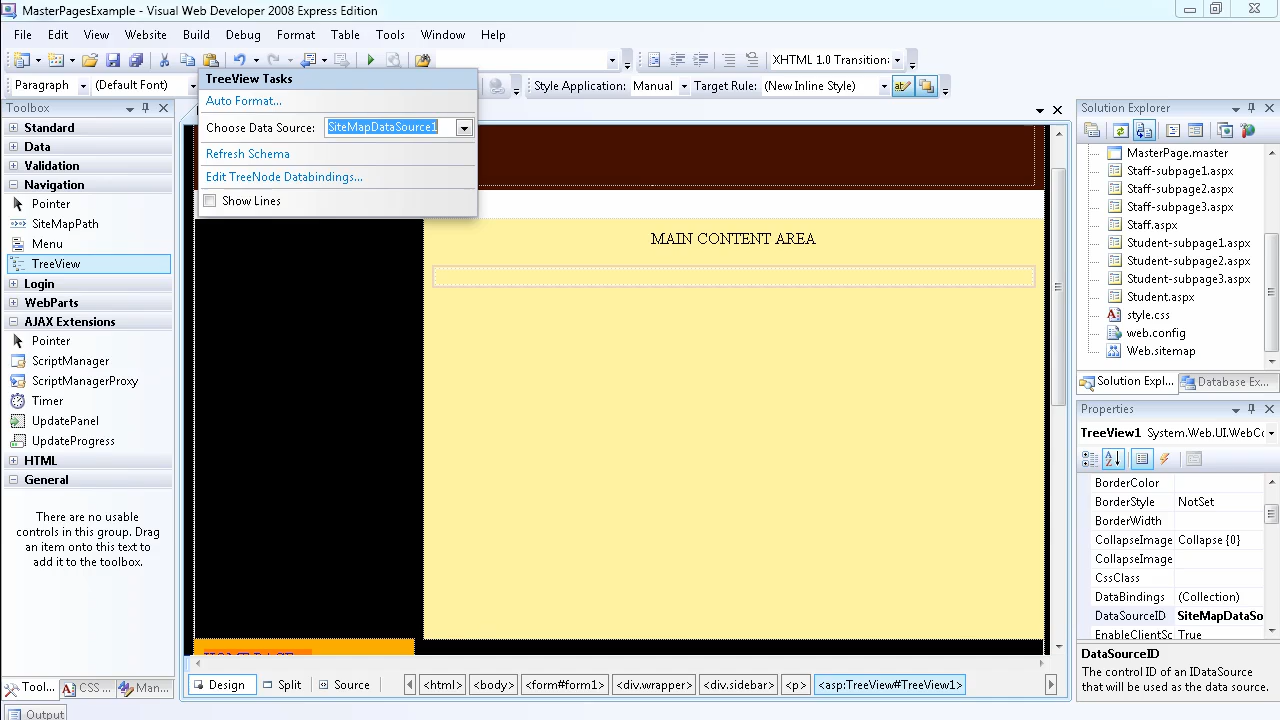 MasterPagesExample - Visual Web Developer 2008 Express Edition
File Edit View Website Build Debug Format Table Tools Window Help
XHTML 1.0 Transition:
Paragraph (Default Font) Style Application: Manual Target Rule: (New Inline Style)
TreeView Tasks
Auto Format...
Choose Data Source: SiteMapDataSource1
Refresh Schema
Edit TreeNode Databindings...
Show Lines
Toolbox
Standard
Data
Validation
Navigation
Pointer
SiteMapPath
Menu
TreeView
Login
WebParts
AJAX Extensions
Pointer
ScriptManager
ScriptManagerProxy
Timer
UpdatePanel
UpdateProgress
HTML
General
There are no usable
controls in this group. Drag
an item onto this text to
add it to the toolbox.
Tool... CSS ... Man...
Output
MAIN CONTENT AREA
HOME PAGE
Design Split Source <html> <body> <form#form1> <div.wrapper> <div.sidebar> <p> <asp:TreeView#TreeView1>
Solution Explorer
MasterPage.master
Staff-subpage1.aspx
Staff-subpage2.aspx
Staff-subpage3.aspx
Staff.aspx
Student-subpage1.aspx
Student-subpage2.aspx
Student-subpage3.aspx
Student.aspx
style.css
web.config
Web.sitemap
Solution Expl... Database Ex...
Properties
TreeView1 System.Web.UI.WebCo
BorderColor
BorderStyle NotSet
BorderWidth
CollapseImage Collapse {0}
CollapseImage
CssClass
DataBindings (Collection)
DataSourceID SiteMapDataSo
EnableClientSc True
DataSourceID
The control ID of an IDataSource
that will be used as the data source.